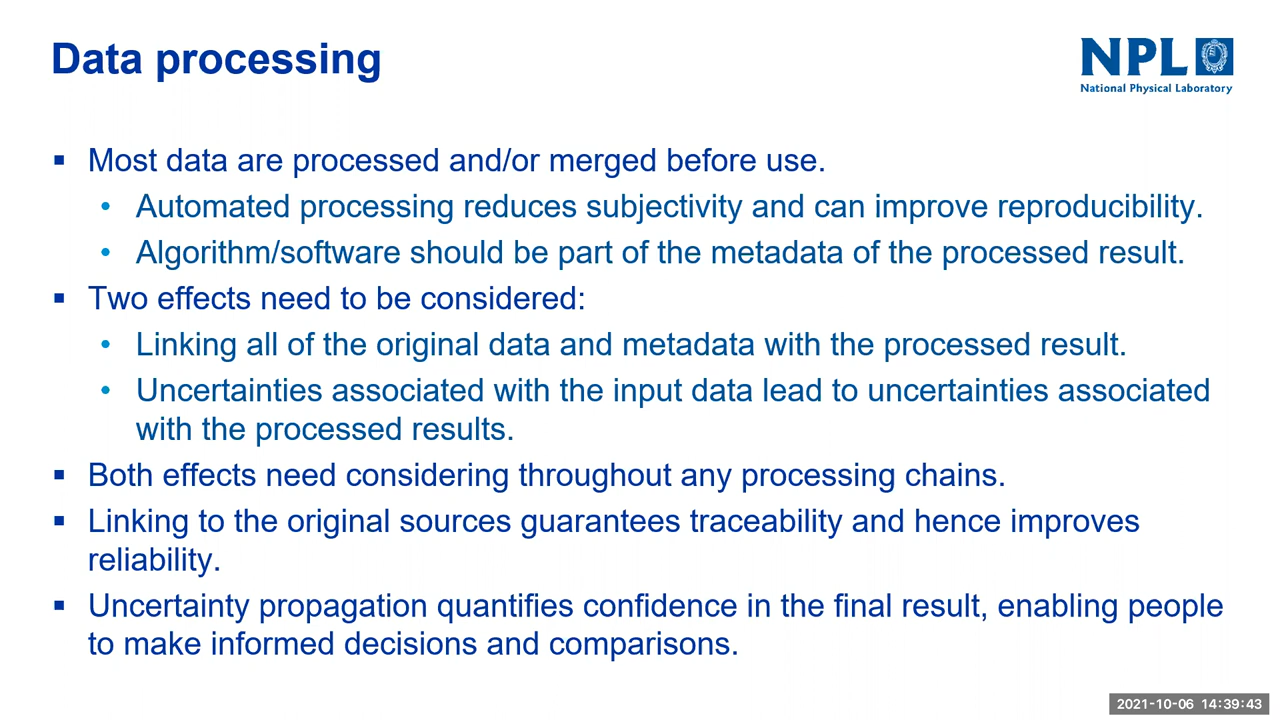 Data processing
NPL
National Physical Laboratory
▪ Most data are processed and/or merged before use.
• Automated processing reduces subjectivity and can improve reproducibility.
• Algorithm/software should be part of the metadata of the processed result.
▪ Two effects need to be considered:
• Linking all of the original data and metadata with the processed result.
• Uncertainties associated with the input data lead to uncertainties associated
with the processed results.
▪ Both effects need considering throughout any processing chains.
▪ Linking to the original sources guarantees traceability and hence improves
reliability.
▪ Uncertainty propagation quantifies confidence in the final result, enabling people
to make informed decisions and comparisons.
2021-10-06 14:39:43